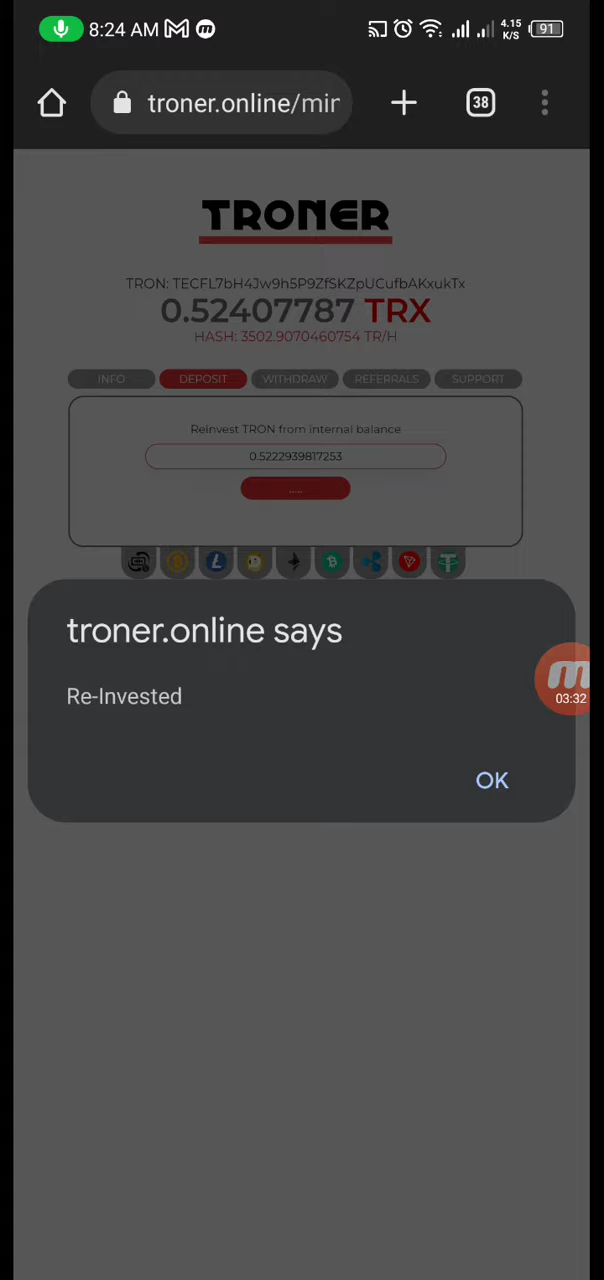 8:24 AM
4.15
K/S
91
troner.online/mir
38
TRONER
TRON: TECFL7bH4Jw9h5P9ZfSKZpUCufbAKxukTx
0.52407787 TRX
HASH: 3502.9070460754 TR/H
INFO
DEPOSIT
WITHDRAW
REFERRALS
SUPPORT
Reinvest TRON from internal balance
0.5222939817253
.....
troner.online says
Re-Invested
03:32
OK